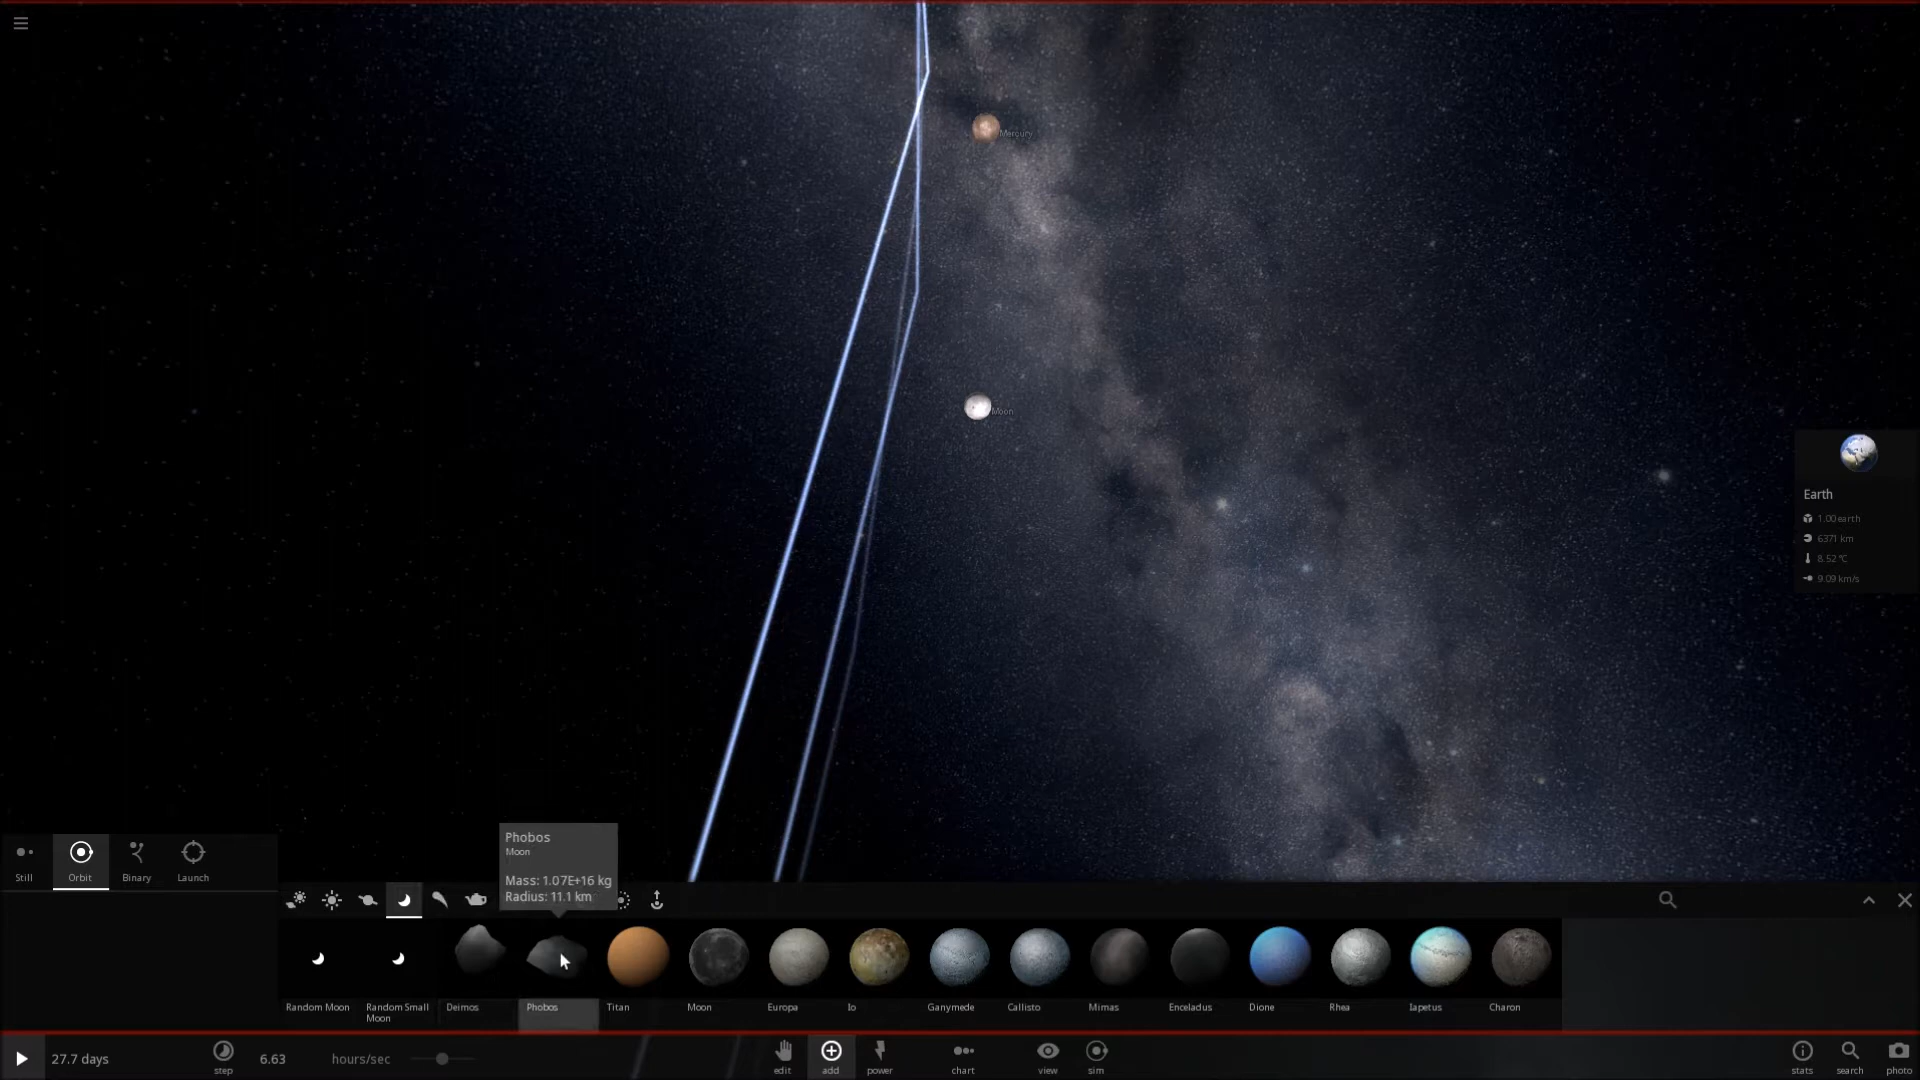 Mercury
Moon
Earth
1.00 earth
6371 km
8.52 °C
9.09 km/s
Still
Orbit
Binary
Launch
Phobos
Moon
Mass: 1.07E+16 kg
Radius: 11.1 km
Random Moon
Random Small
Moon
Deimos
Phobos
Titan
Moon
Europa
Io
Ganymede
Callisto
Mimas
Enceladus
Dione
Rhea
Iapetus
Charon
27.7 days
step
6.63
hours/sec
edit
add
power
chart
view
sim
stats
search
photo